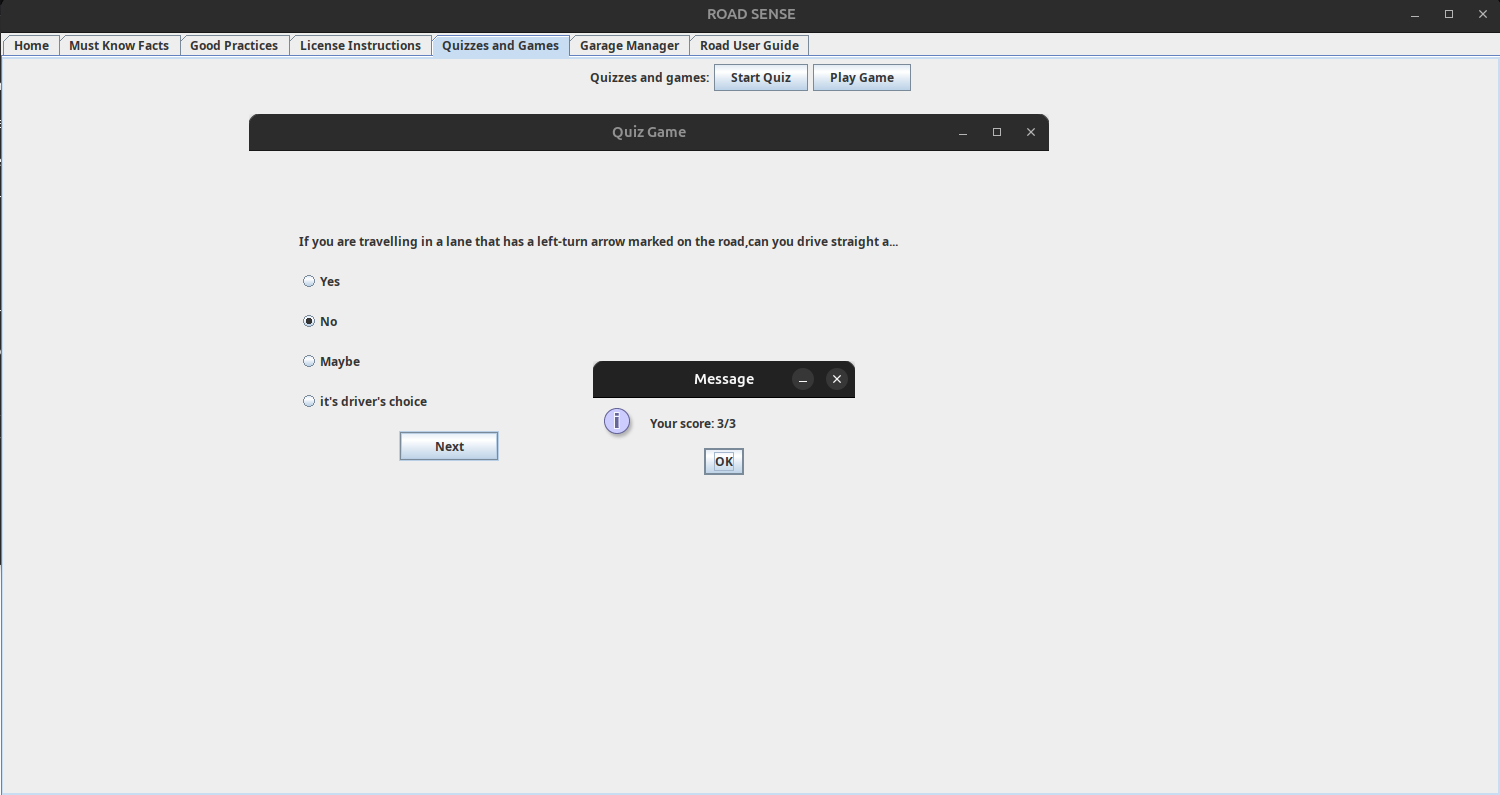 ROAD SENSE
Home Must Know Facts Good Practices License Instructions Quizzes and Games Garage Manager Road User Guide
Quizzes and games: Start Quiz Play Game
Quiz Game
If you are travelling in a lane that has a left-turn arrow marked on the road,can you drive straight a...
Yes
No
Maybe
it's driver's choice
Next
Message
Your score: 3/3
OK